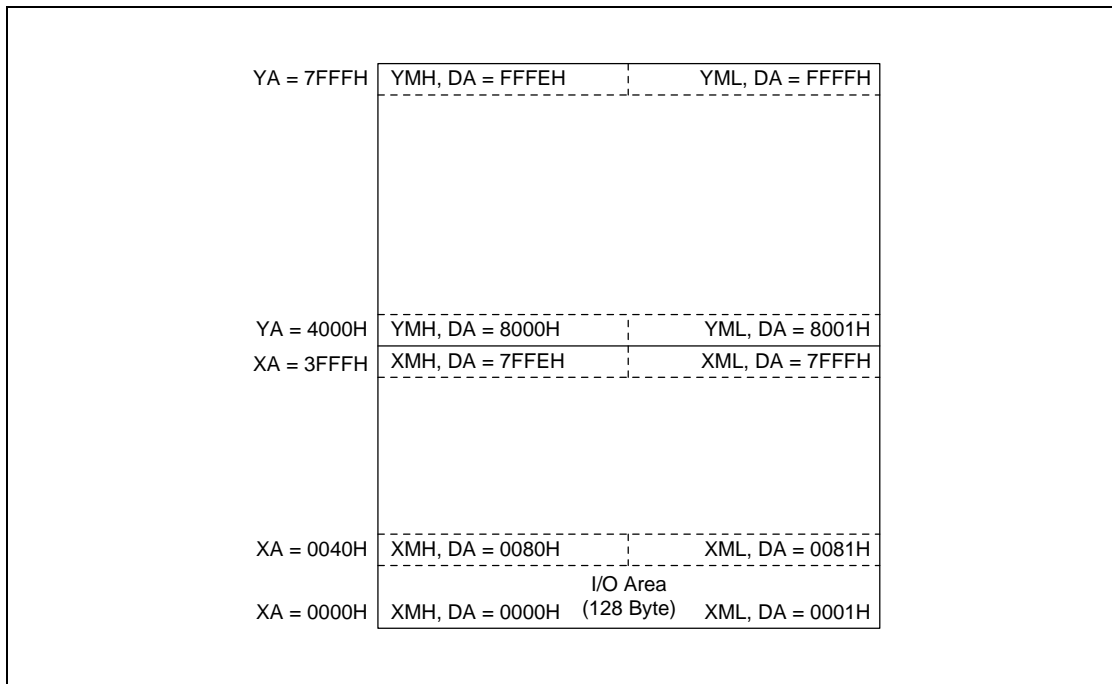 YA = 7FFFH YMH, DA = FFFEH YML, DA = FFFFH
YA = 4000H YMH, DA = 8000H YML, DA = 8001H
XA = 3FFFH XMH, DA = 7FFEH XML, DA = 7FFFH
XA = 0040H XMH, DA = 0080H XML, DA = 0081H
I/O Area
(128 Byte)
XA = 0000H XMH, DA = 0000H XML, DA = 0001H